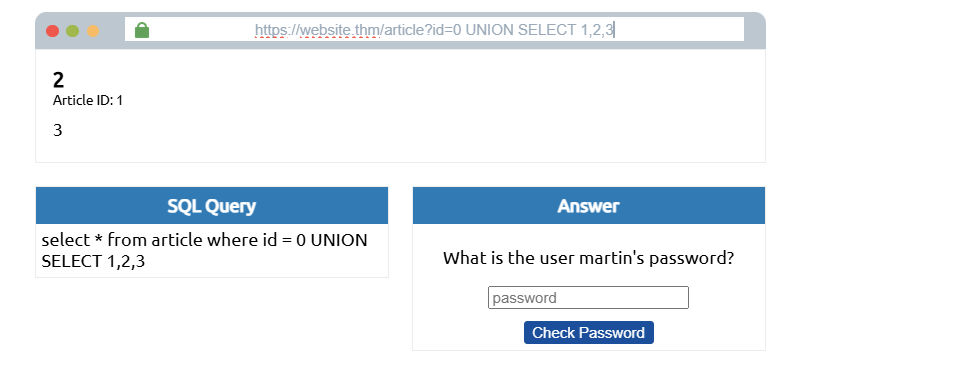 https://website.thm/article?id=0 UNION SELECT 1,2,3
2
Article ID: 1
3
SQL Query
select * from article where id = 0 UNION
SELECT 1,2,3
Answer
What is the user martin's password?
password
Check Password